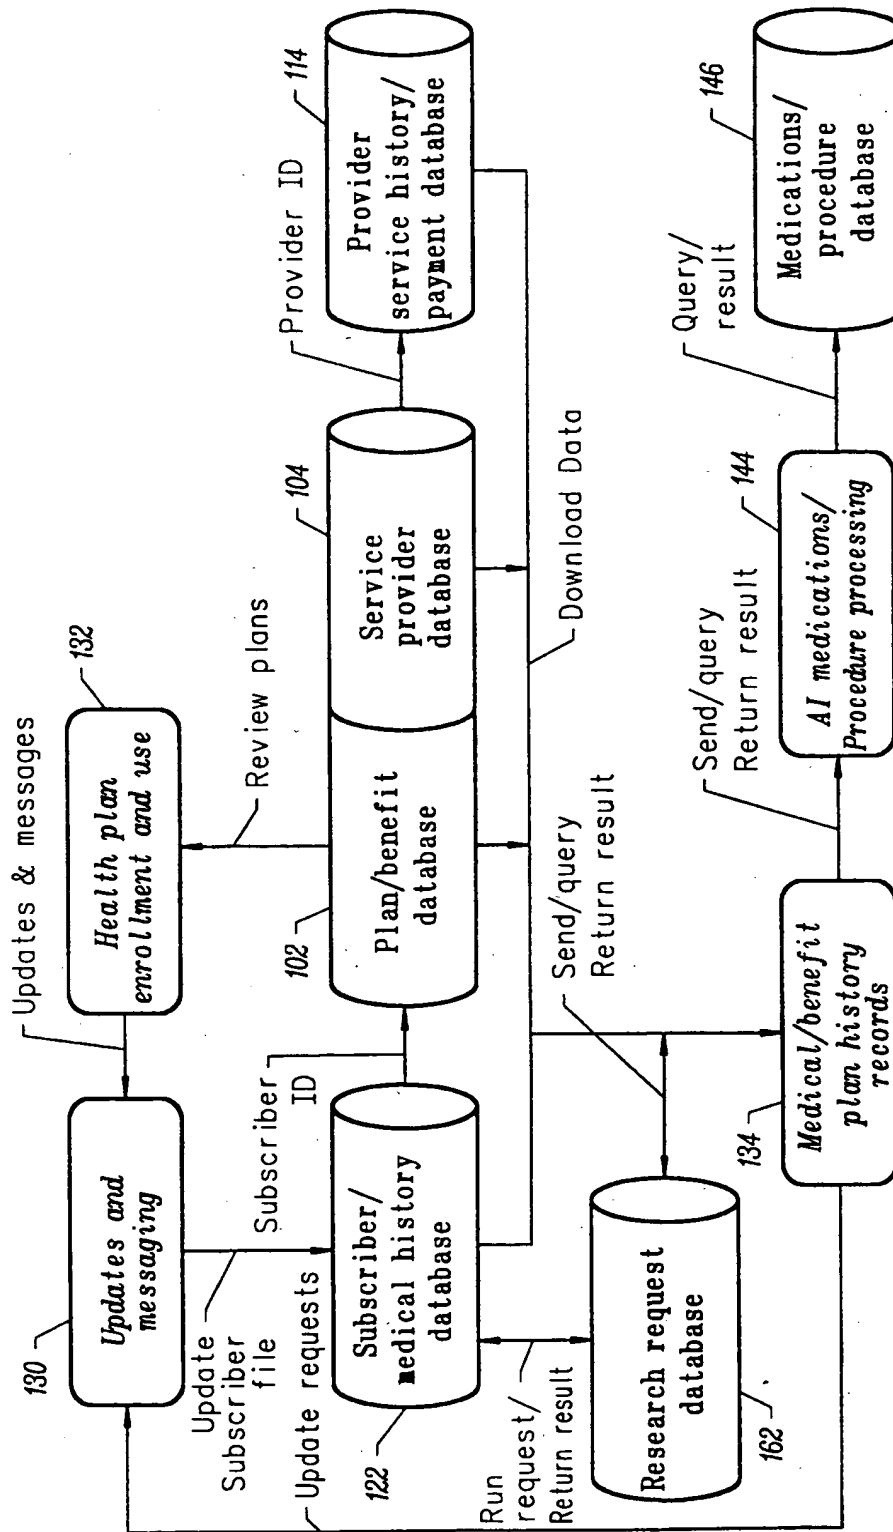 130
Updates and
messaging
Updates & messages
132
Health plan
enrollment and use
Update
Subscriber
file
Subscriber
ID
Review plans
Provider ID
Update requests
122
Subscriber/
medical history
database
102
Plan/benefit
database
104
Service
provider
database
114
Provider
service history/
payment database
Run
request/
Return result
Send/query
Return result
Download Data
162
Research request
database
134
Medical/benefit
plan history
records
Send/query
Return result
144
AI medications/
Procedure processing
Query/
result
146
Medications/
procedure
database